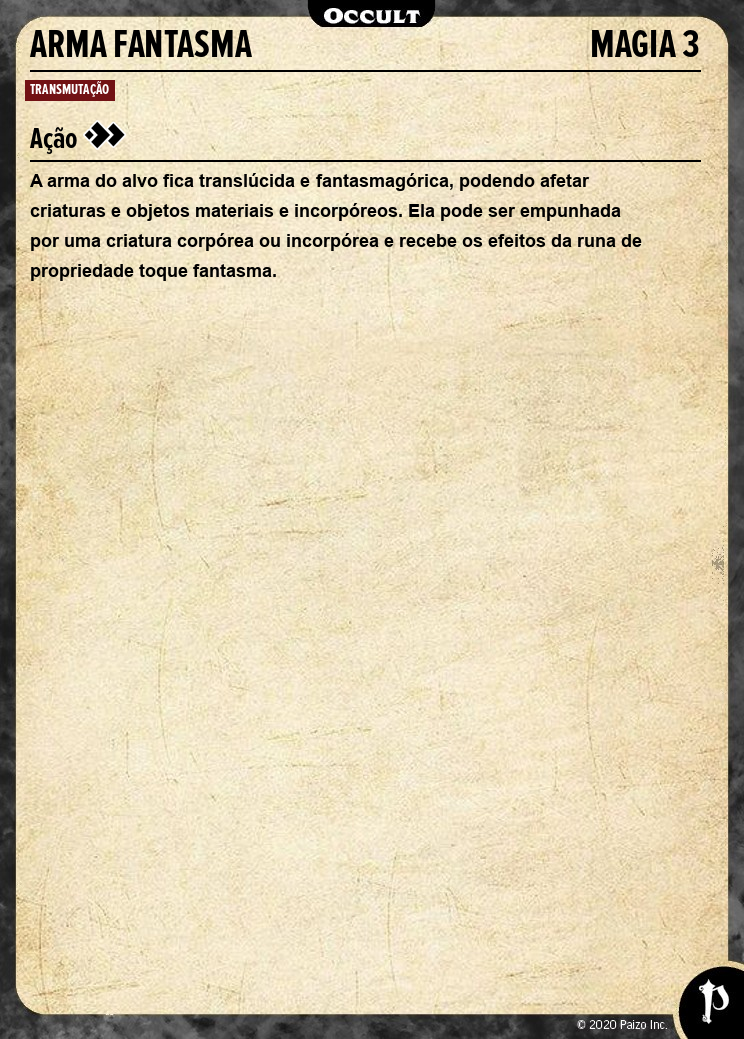 Occult
ARMA FANTASMA MAGIA 3
TRANSMUTAÇÃO
Ação
A arma do alvo fica translúcida e fantasmagórica, podendo afetar
criaturas e objetos materiais e incorpóreos. Ela pode ser empunhada
por uma criatura corpórea ou incorpórea e recebe os efeitos da runa de
propriedade toque fantasma.
© 2020 Paizo Inc.
P